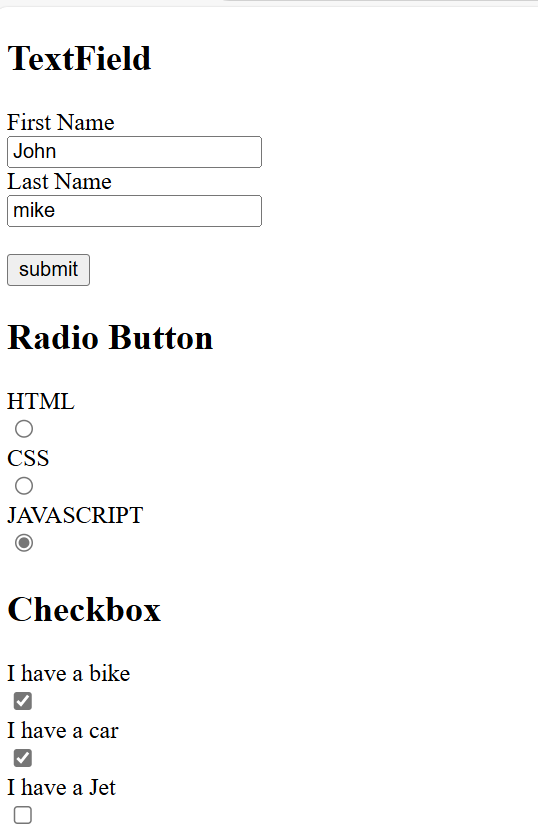 TextField
First Name
John
Last Name
mike
submit
Radio Button
HTML
CSS
JAVASCRIPT
Checkbox
I have a bike
I have a car
I have a Jet